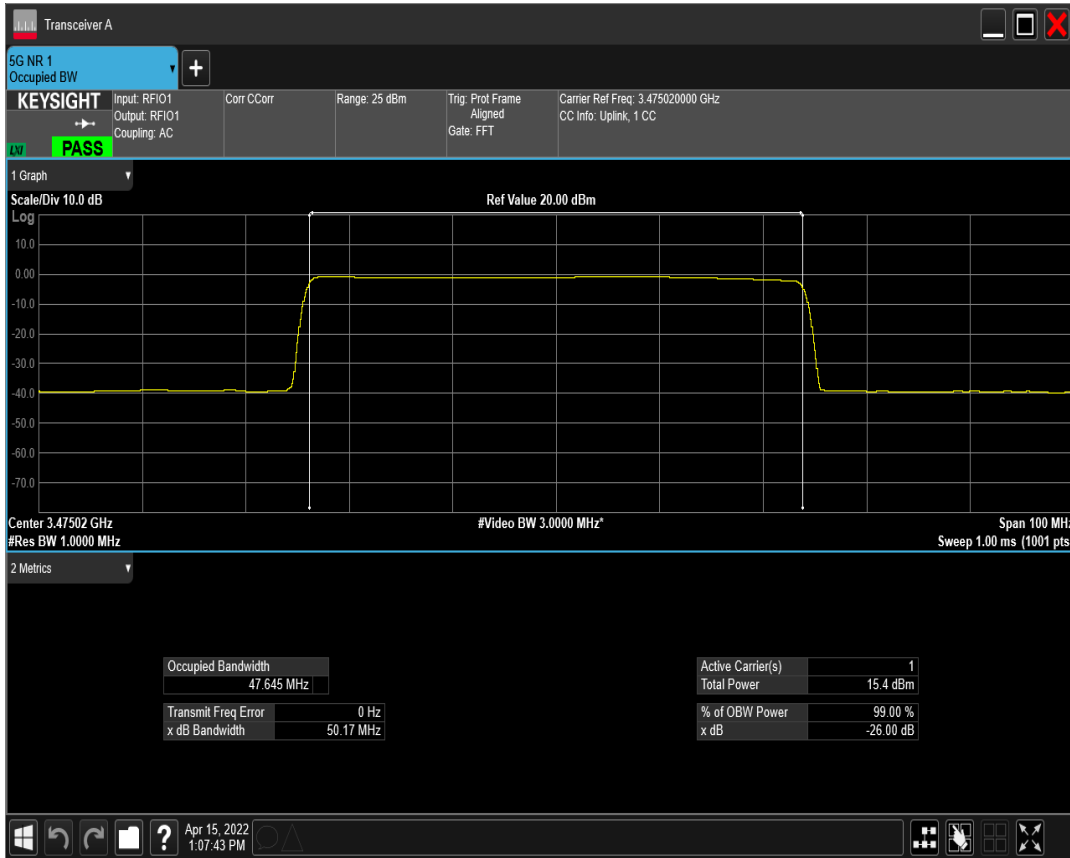 Transceiver A
5G NR 1
Occupied BW
+
KEYSIGHT
Input: RFIO1
Output: RFIO1
Coupling: AC
Corr CCorr
Range: 25 dBm
Trig: Prot Frame
Aligned
Gate: FFT
Carrier Ref Freq: 3.475020000 GHz
CC Info: Uplink, 1 CC
LXI
PASS
1 Graph
Scale/Div 10.0 dB
Ref Value 20.00 dBm
Log
10.0
0.00
-10.0
-20.0
-30.0
-40.0
-50.0
-60.0
-70.0
Center 3.47502 GHz
#Video BW 3.0000 MHz*
Span 100 MHz
#Res BW 1.0000 MHz
Sweep 1.00 ms (1001 pts
2 Metrics
Occupied Bandwidth
47.645 MHz
Transmit Freq Error 0 Hz
x dB Bandwidth 50.17 MHz
Active Carrier(s) 1
Total Power 15.4 dBm
% of OBW Power 99.00 %
x dB -26.00 dB
?
Apr 15, 2022
1:07:43 PM